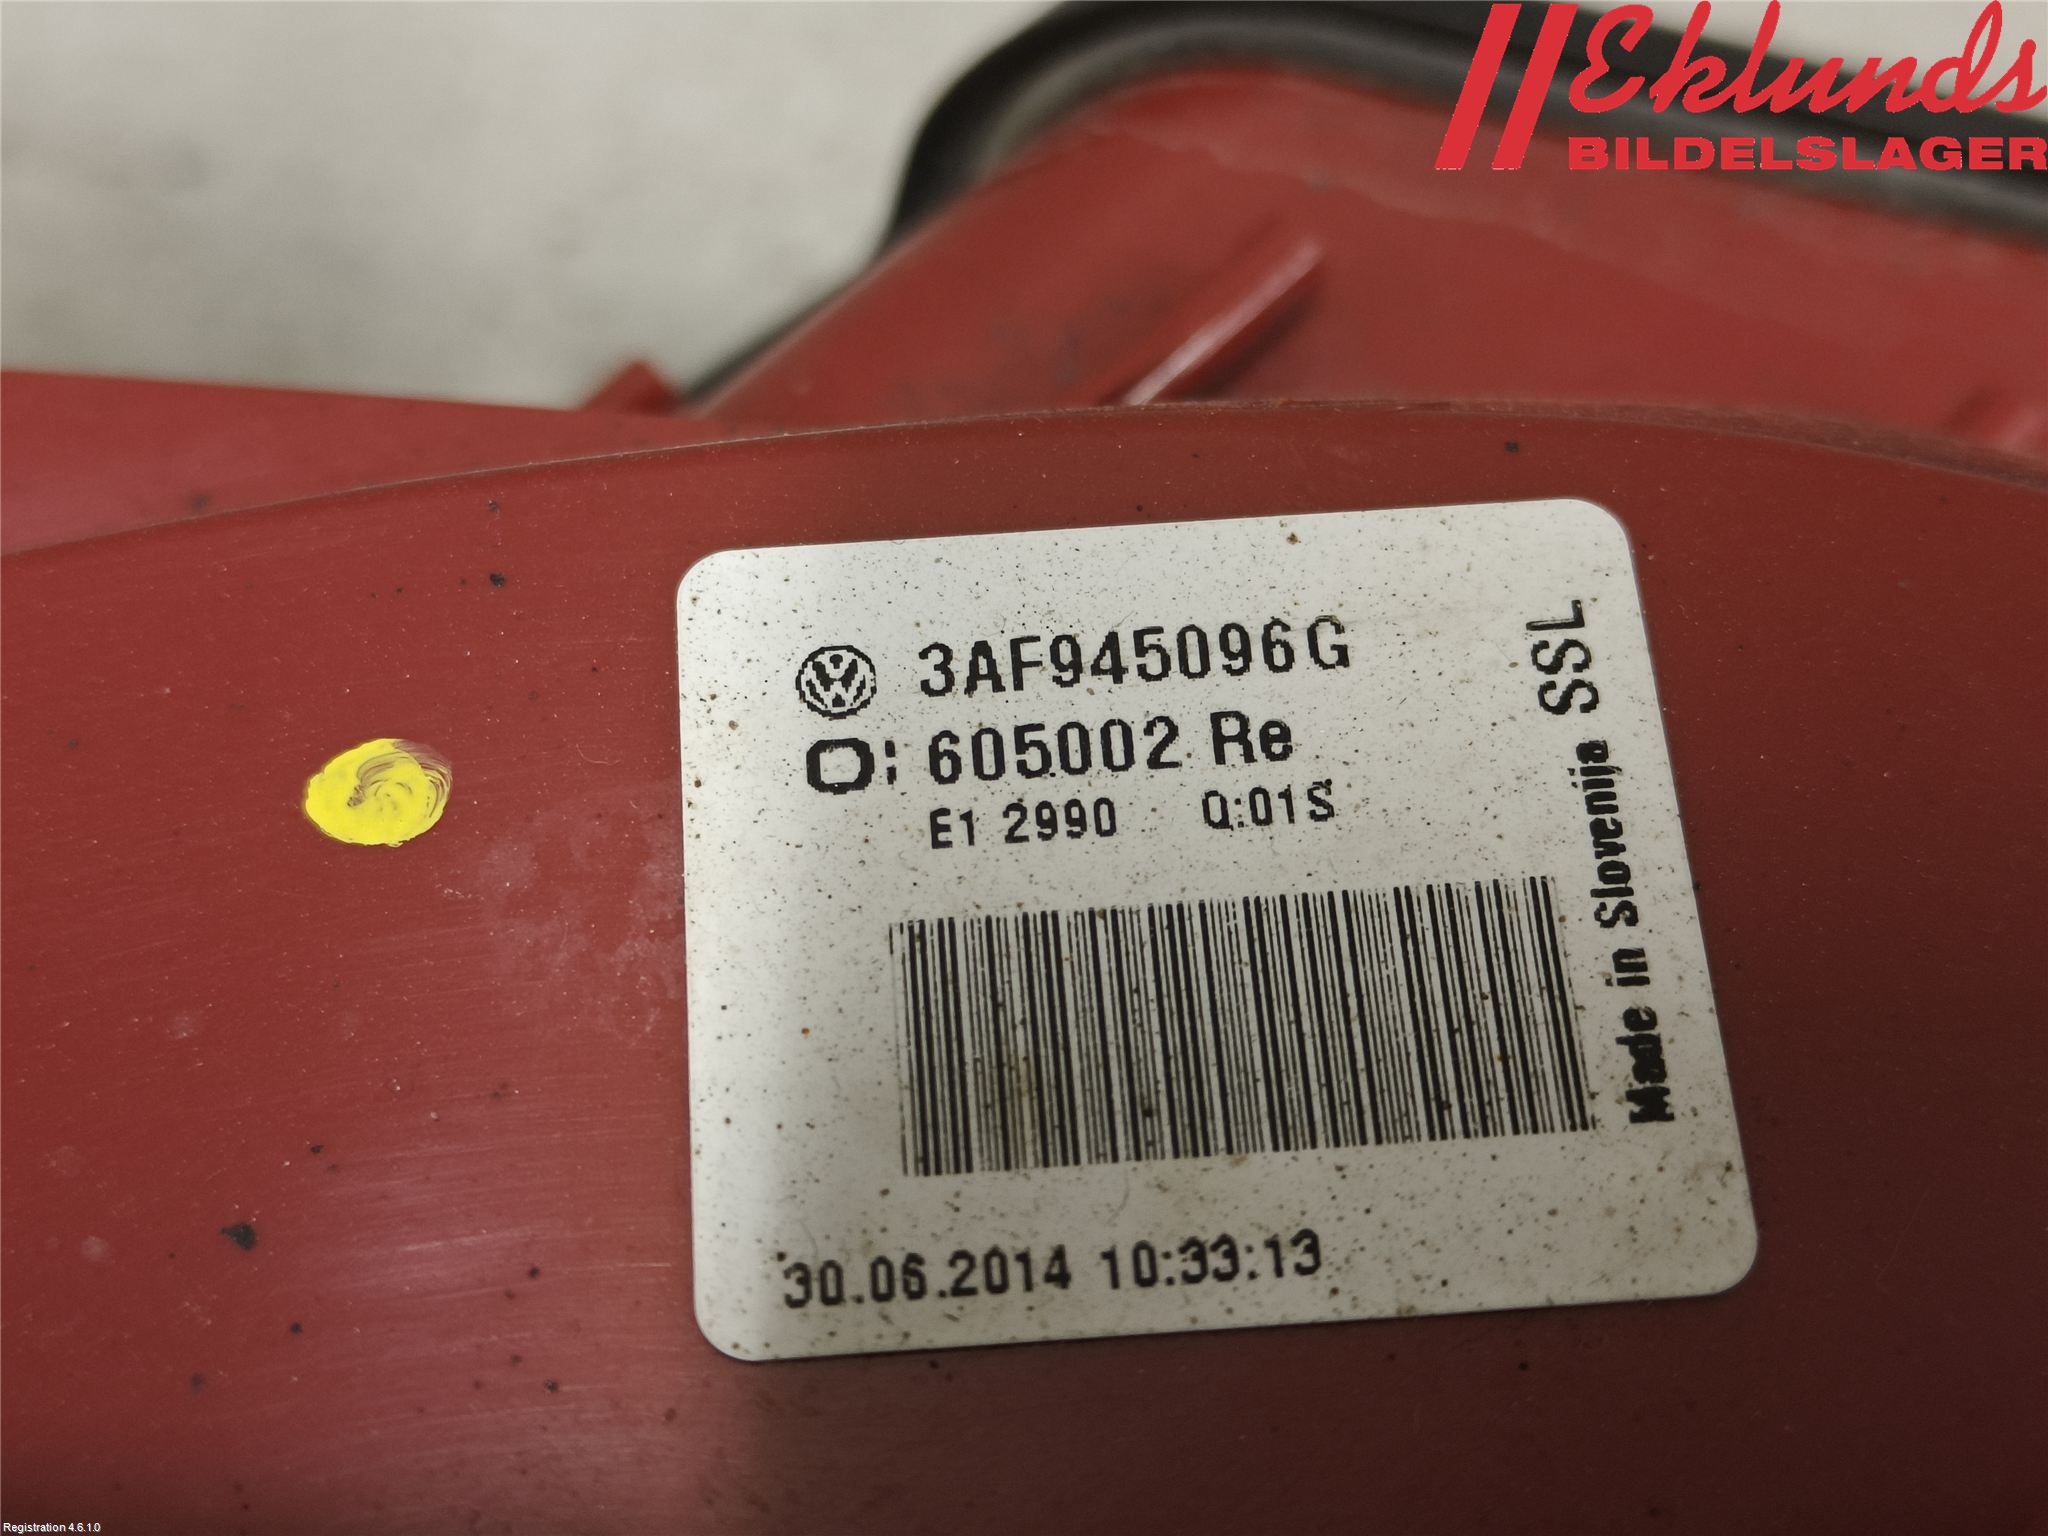 Eklunds
BILDELSLAGER
3AF945096G
O: 605002 Re
E1 2990 Q:01S
Made in Slovenija SSL
30.06.2014 10:33:13
Registration 4.6.1.0